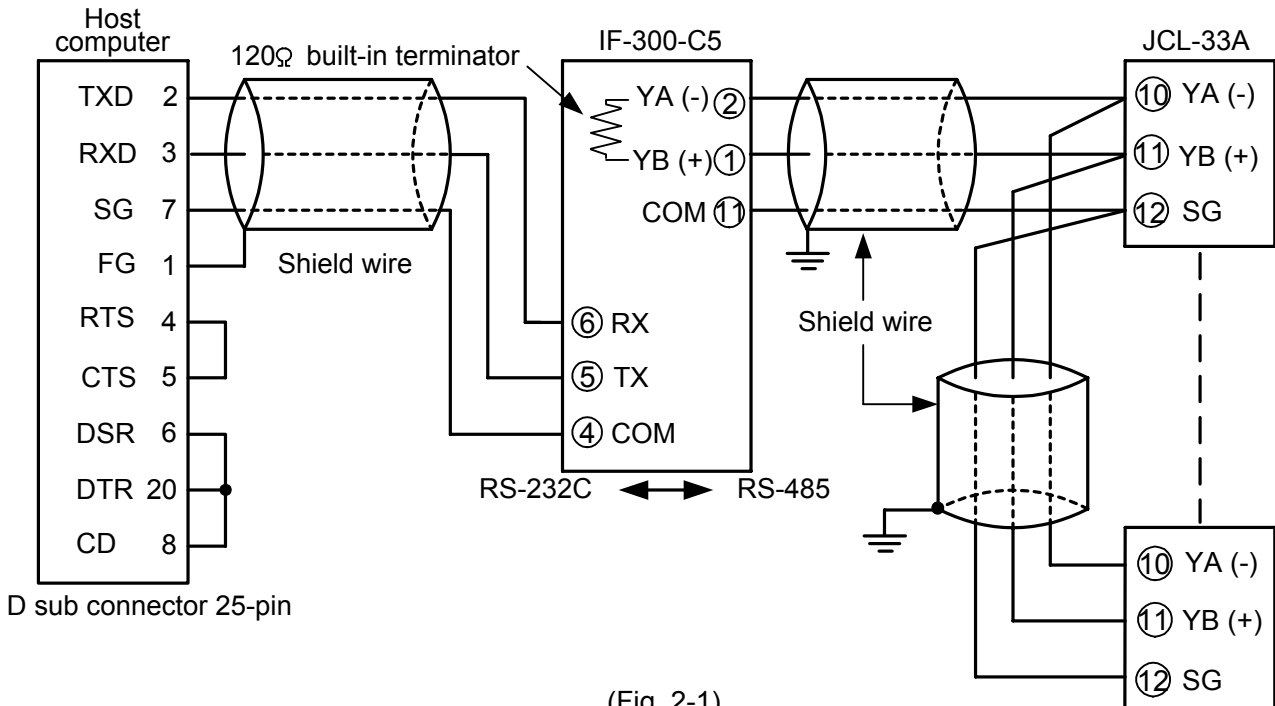 Host
computer
120Ω built-in terminator
IF-300-C5
JCL-33A
TXD 2
RXD 3
SG 7
FG 1
RTS 4
CTS 5
DSR 6
DTR 20
CD 8
D sub connector 25-pin
Shield wire
YA (-) ②
YB (+) ①
COM ⑪
⑥ RX
⑤ TX
④ COM
RS-232C
RS-485
Shield wire
⑩ YA (-)
⑪ YB (+)
⑫ SG
⑩ YA (-)
⑪ YB (+)
⑫ SG
(Fig. 2-1)